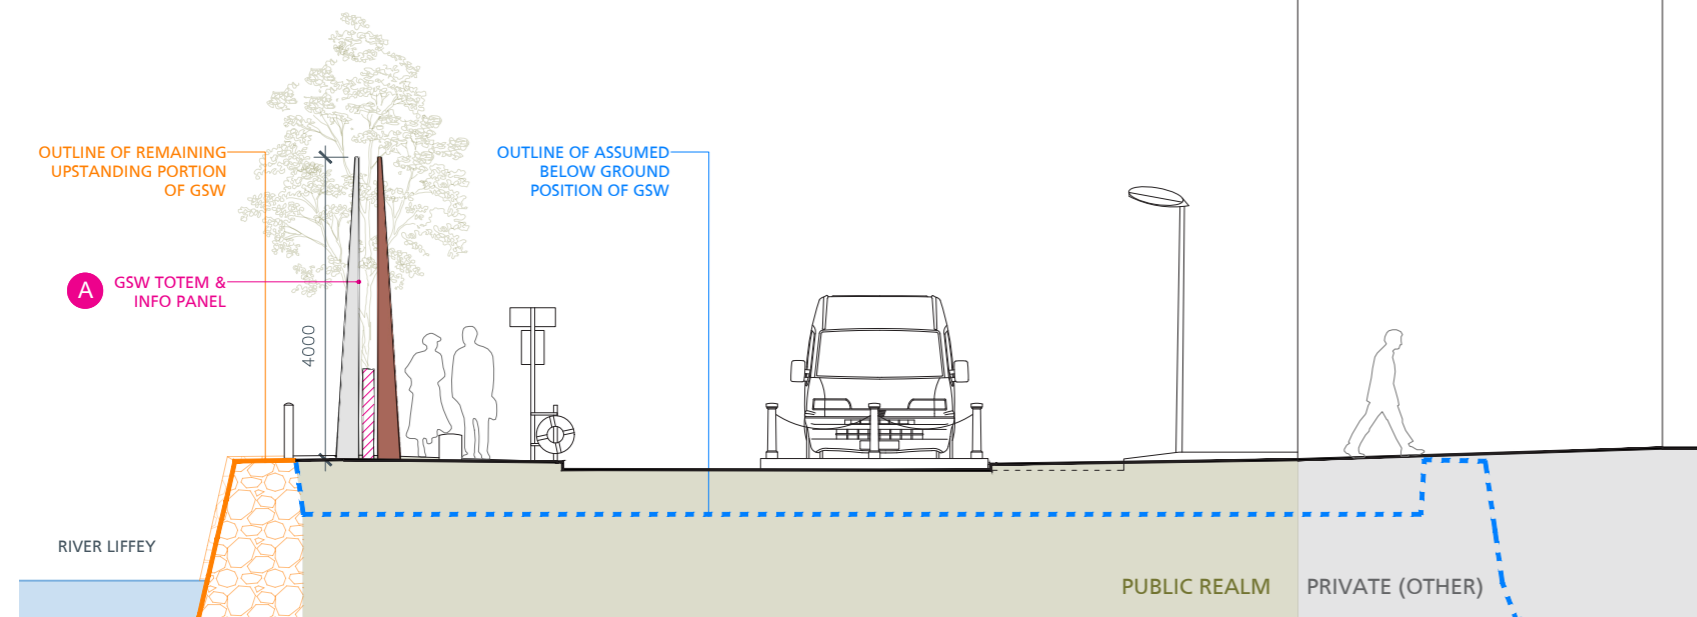 OUTLINE OF REMAINING
UPSTANDING PORTION
OF GSW
OUTLINE OF ASSUMED
BELOW GROUND
POSITION OF GSW
A
GSW TOTEM &
INFO PANEL
4000
RIVER LIFFEY
PUBLIC REALM
PRIVATE (OTHER)